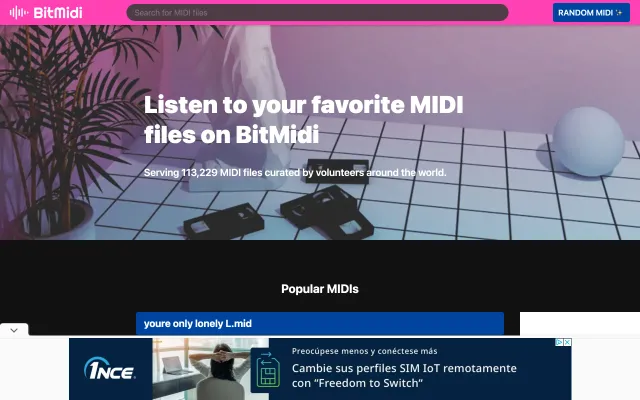 BitMidi
Search for MIDI files
RANDOM MIDI
Listen to your favorite MIDI
files on BitMidi
Serving 113,229 MIDI files curated by volunteers around the world.
Popular MIDIs
youre only lonely L.mid
1NCE
Preocúpese menos y conéctese más
Cambie sus perfiles SIM IoT remotamente
con “Freedom to Switch”